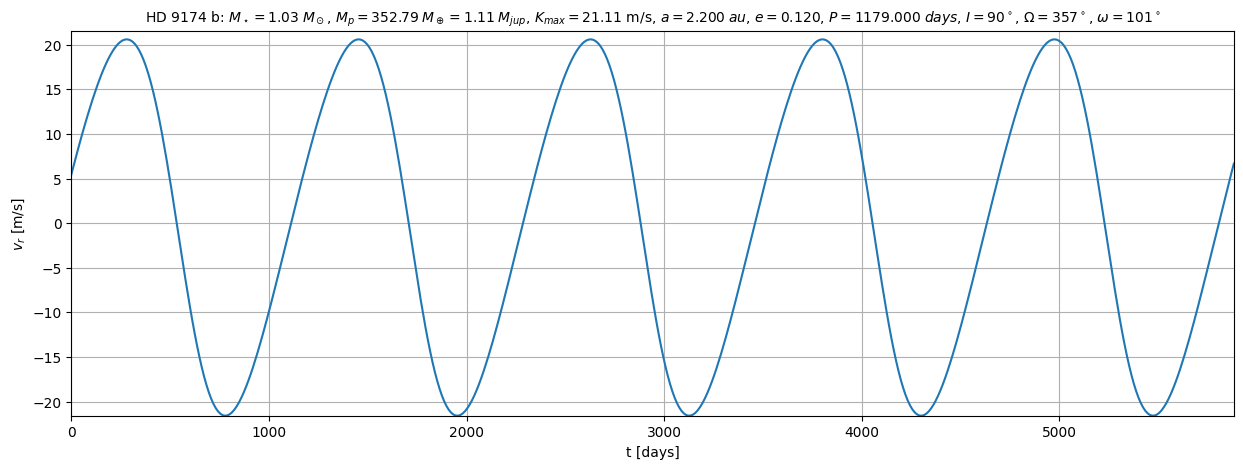 HD 9174 b: M⋆ = 1.03 M⊙, Mp = 352.79 M⊕ = 1.11 Mjup, Kmax = 21.11 m/s, a = 2.200 au, e = 0.120, P = 1179.000 days, I = 90°, Ω = 357°, ω = 101°
20
15
10
5
0
−5
−10
−15
−20
vr [m/s]
0 1000 2000 3000 4000 5000
t [days]